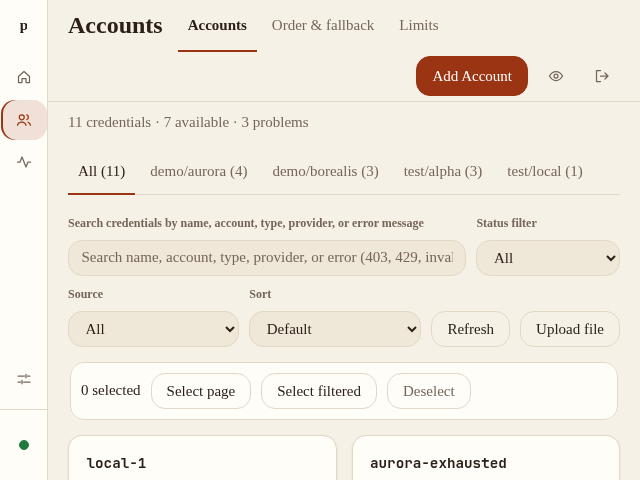 p
Accounts
Accounts Order & fallback Limits
Add Account
11 credentials · 7 available · 3 problems
All (11) demo/aurora (4) demo/borealis (3) test/alpha (3) test/local (1)
Search credentials by name, account, type, provider, or error message Status filter
Search name, account, type, provider, or error (403, 429, inval All
Source Sort
All Default Refresh Upload file
0 selected Select page Select filtered Deselect
local-1 aurora-exhausted